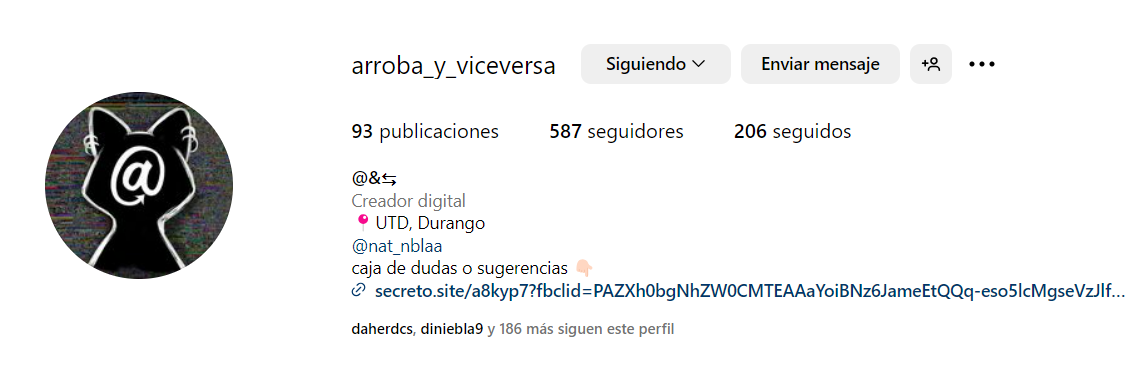 arroba_y_viceversa Siguiendo Enviar mensaje
93 publicaciones 587 seguidores 206 seguidos
@
@&⇆
Creador digital
📍UTD, Durango
@nat_nblaa
caja de dudas o sugerencias 👇🏻
secreto.site/a8kyp7?fbclid=PAZXh0bgNhZW0CMTEAAaYoiBNz6JameEtQQq-eso5lcMgseVzJlf...
daherdcs, diniebla9 y 186 más siguen este perfil